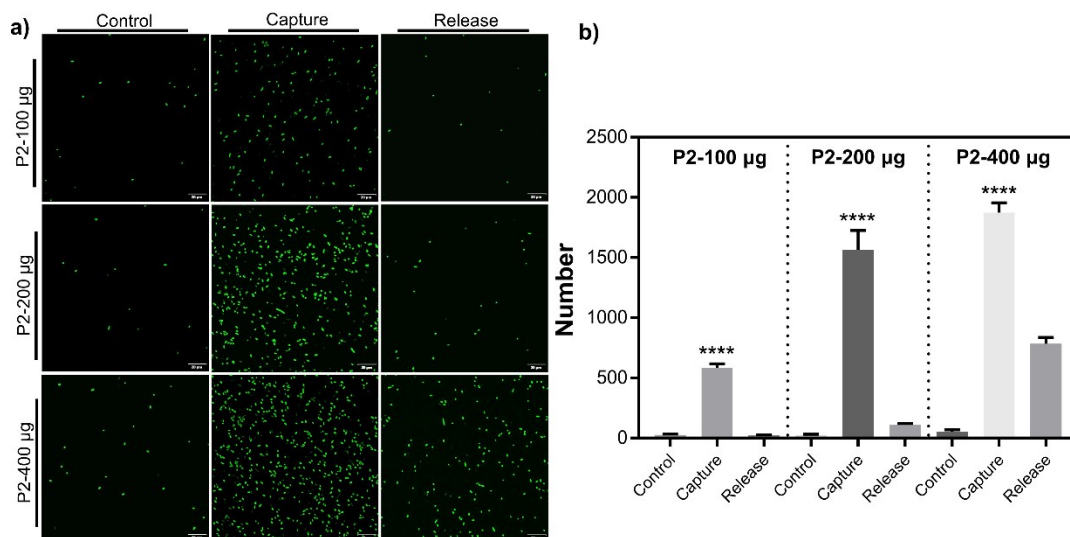 a)
Control
Capture
Release
P2-100 µg
P2-200 µg
P2-400 µg
b)
2500
2000
1500
1000
500
0
Number
P2-100 µg
P2-200 µg
P2-400 µg
****
****
****
Control
Capture
Release
Control
Capture
Release
Control
Capture
Release